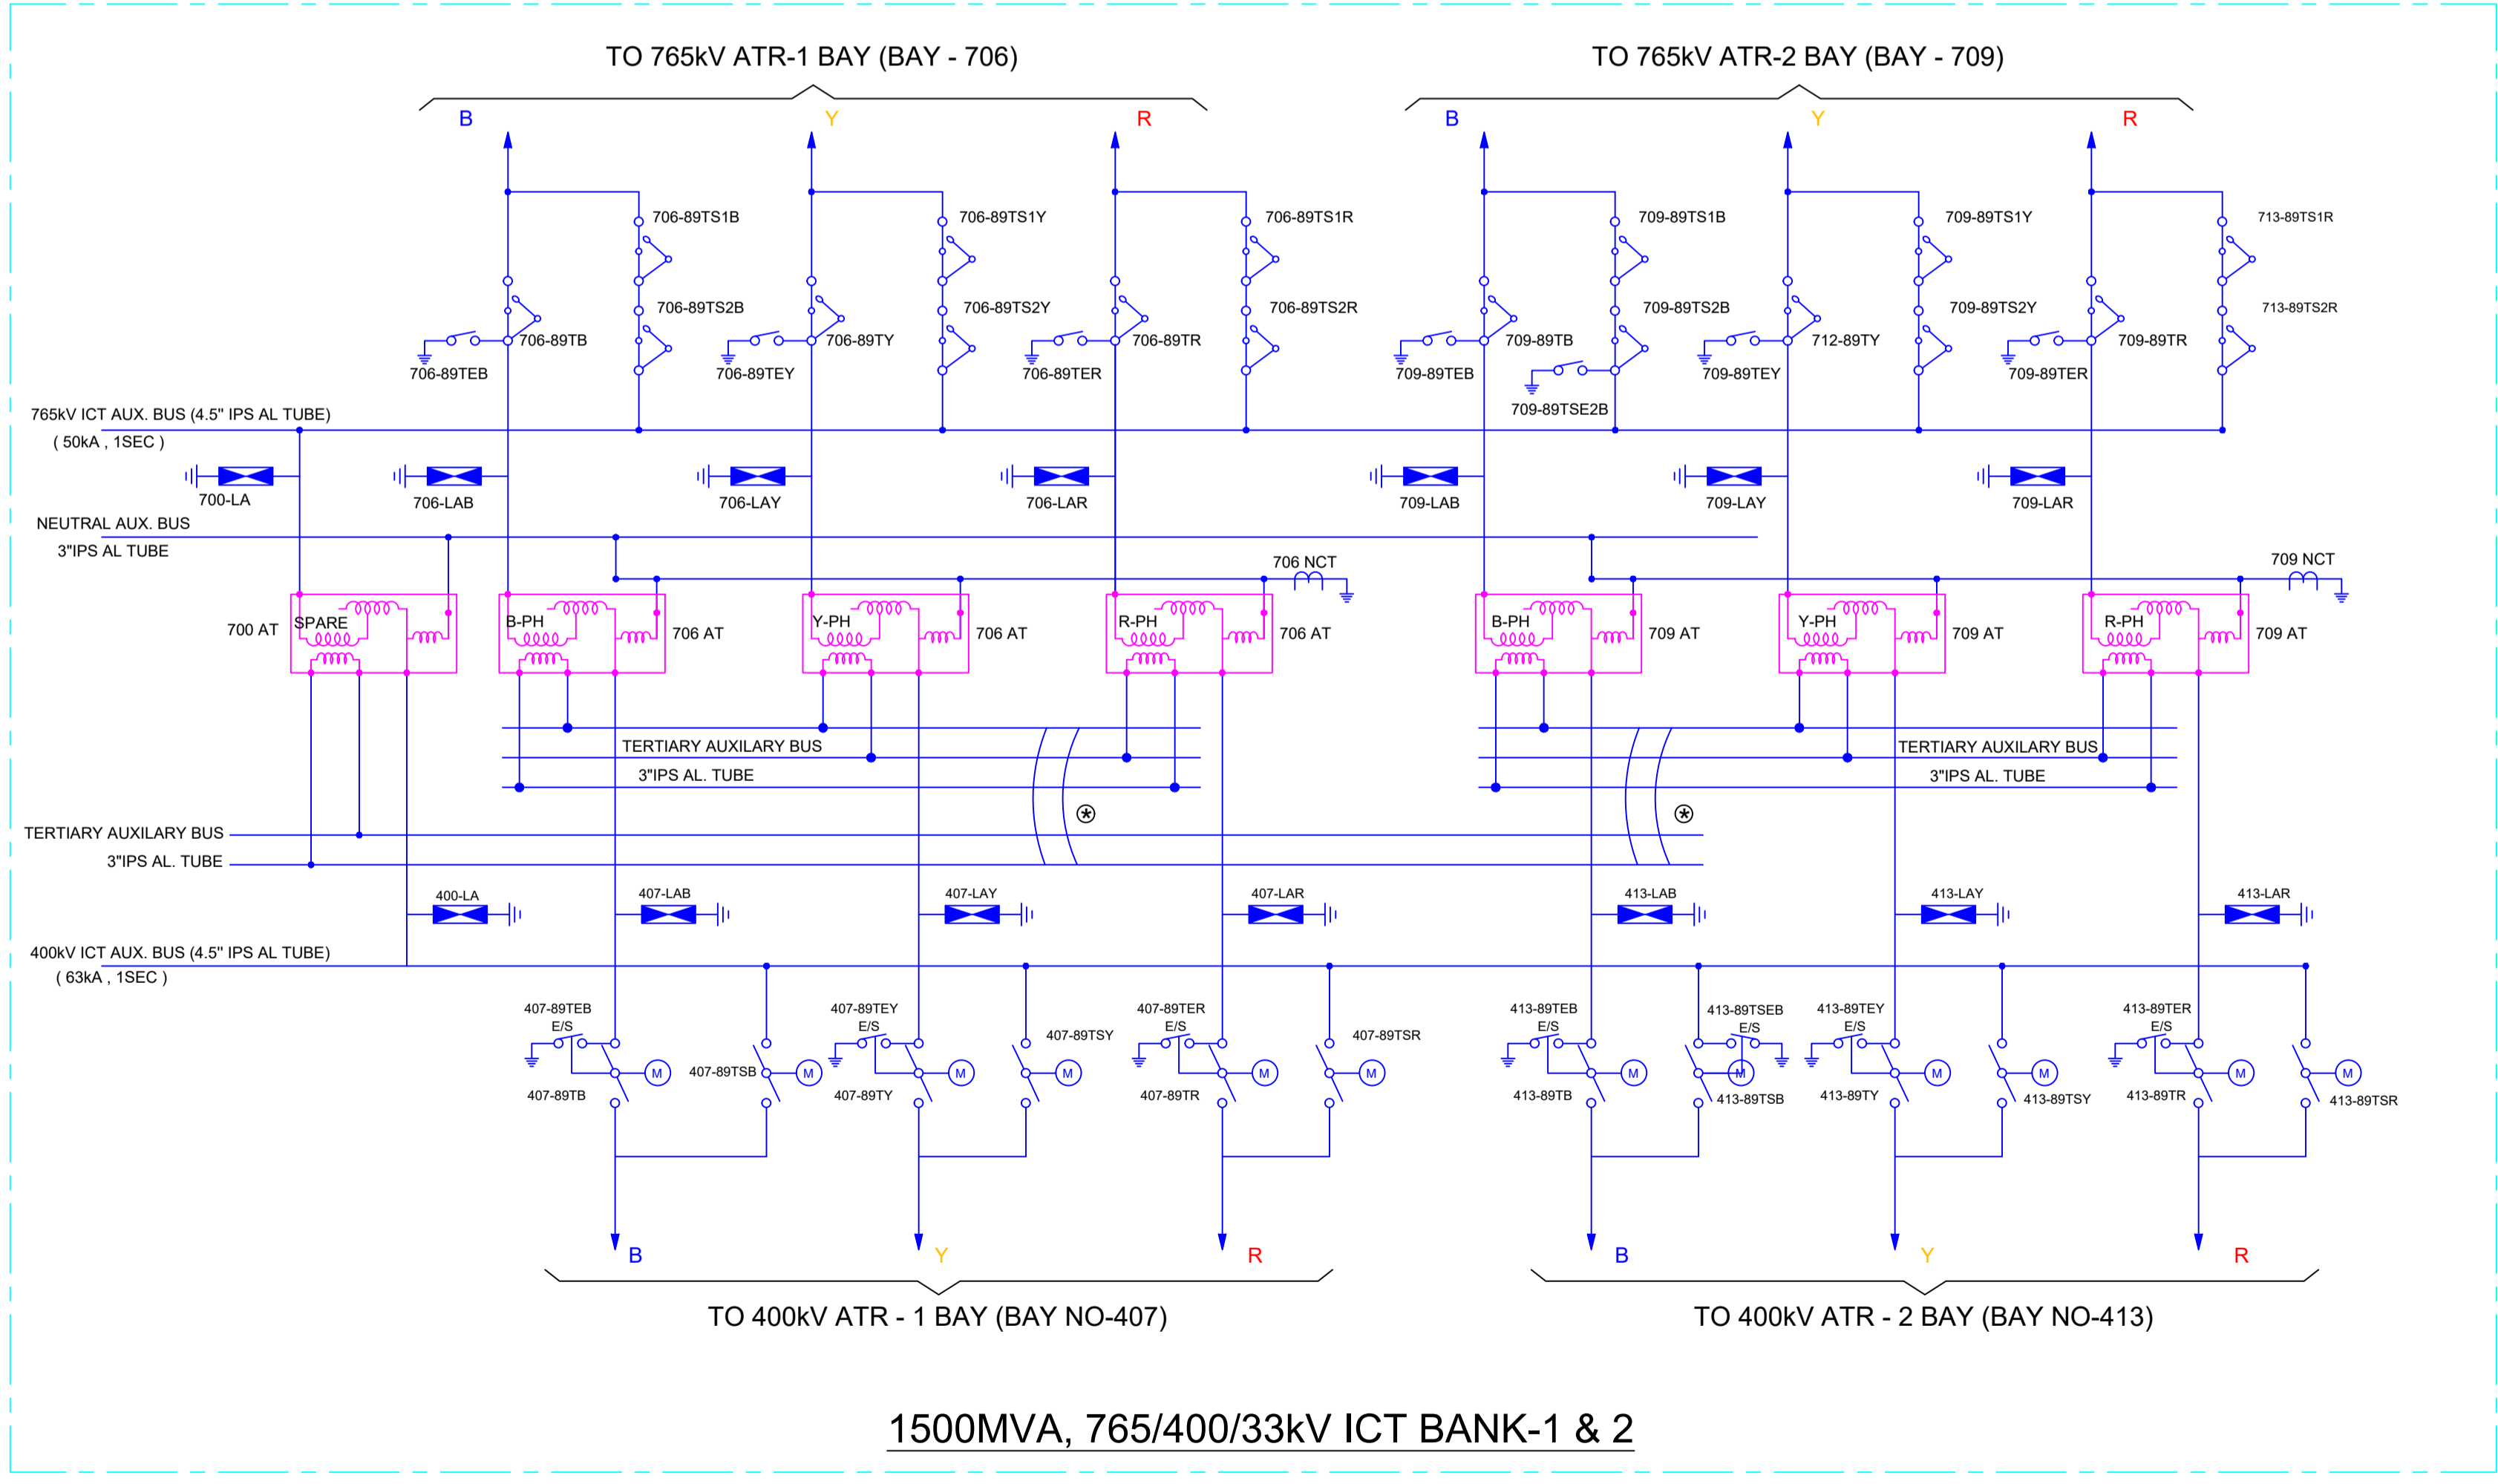 TO 765kV ATR-1 BAY (BAY - 706)
TO 765kV ATR-2 BAY (BAY - 709)
B
Y
R
B
Y
R
706-89TS1B
706-89TS1Y
706-89TS1R
709-89TS1B
709-89TS1Y
713-89TS1R
706-89TS2B
706-89TS2Y
706-89TS2R
709-89TS2B
709-89TS2Y
713-89TS2R
706-89TB
706-89TY
706-89TR
709-89TB
712-89TY
709-89TR
706-89TEB
706-89TEY
706-89TER
709-89TEB
709-89TEY
709-89TER
709-89TSE2B
765kV ICT AUX. BUS (4.5" IPS AL TUBE)
( 50kA , 1SEC )
700-LA
706-LAB
706-LAY
706-LAR
709-LAB
709-LAY
709-LAR
NEUTRAL AUX. BUS
3"IPS AL TUBE
706 NCT
709 NCT
700 AT
SPARE
B-PH
706 AT
Y-PH
706 AT
R-PH
706 AT
B-PH
709 AT
Y-PH
709 AT
R-PH
709 AT
TERTIARY AUXILARY BUS
3"IPS AL. TUBE
TERTIARY AUXILARY BUS
3"IPS AL. TUBE
*
*
TERTIARY AUXILARY BUS
3"IPS AL. TUBE
400-LA
407-LAB
407-LAY
407-LAR
413-LAB
413-LAY
413-LAR
400kV ICT AUX. BUS (4.5" IPS AL TUBE)
( 63kA , 1SEC )
407-89TEB
E/S
407-89TEY
E/S
407-89TSY
407-89TER
E/S
407-89TSR
413-89TEB
E/S
413-89TSEB
E/S
413-89TEY
E/S
413-89TER
E/S
M
407-89TSB
M
M
M
M
M
M
M
M
M
M
M
407-89TB
407-89TY
407-89TR
413-89TB
413-89TSB
413-89TY
413-89TSY
413-89TR
413-89TSR
B
Y
R
B
Y
R
TO 400kV ATR - 1 BAY (BAY NO-407)
TO 400kV ATR - 2 BAY (BAY NO-413)
1500MVA, 765/400/33kV ICT BANK-1 & 2